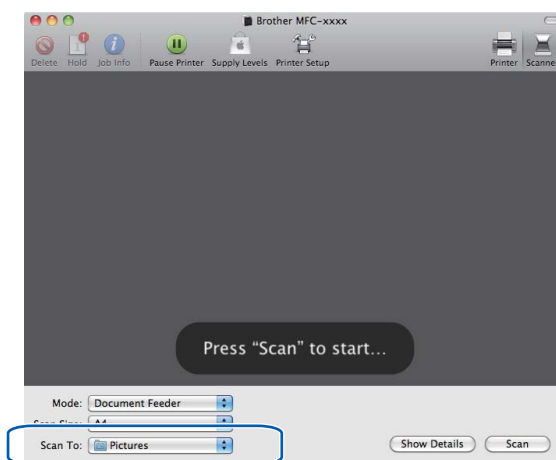 Brother MFC-xxxx
Delete Hold Job Info Pause Printer Supply Levels Printer Setup Printer
Press “Scan” to start...
Mode: Document Feeder
A4
Scan To: Pictures Show Details Scan